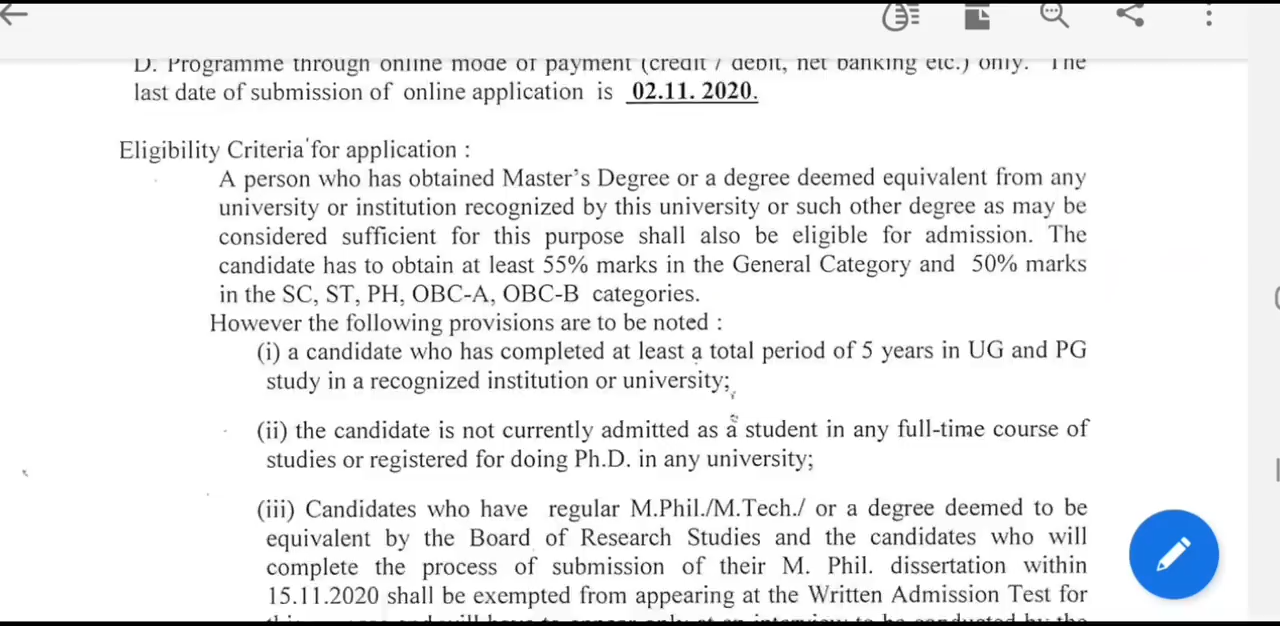 D. Programme through online mode of payment (credit / debit, net banking etc.) only. The
last date of submission of online application is 02.11. 2020.
Eligibility Criteria for application :
A person who has obtained Master's Degree or a degree deemed equivalent from any
university or institution recognized by this university or such other degree as may be
considered sufficient for this purpose shall also be eligible for admission. The
candidate has to obtain at least 55% marks in the General Category and 50% marks
in the SC, ST, PH, OBC-A, OBC-B categories.
However the following provisions are to be noted :
(i) a candidate who has completed at least a total period of 5 years in UG and PG
study in a recognized institution or university;
(ii) the candidate is not currently admitted as a student in any full-time course of
studies or registered for doing Ph.D. in any university;
(iii) Candidates who have regular M.Phil./M.Tech./ or a degree deemed to be
equivalent by the Board of Research Studies and the candidates who will
complete the process of submission of their M. Phil. dissertation within
15.11.2020 shall be exempted from appearing at the Written Admission Test for